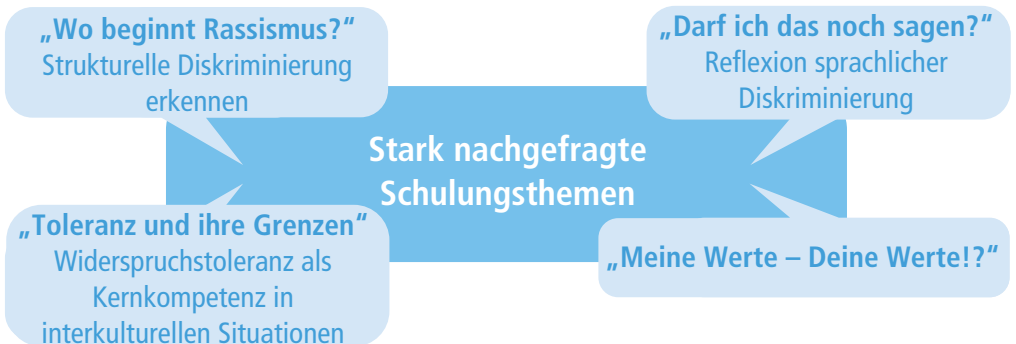 „Wo beginnt Rassismus?“
Strukturelle Diskriminierung
erkennen
„Darf ich das noch sagen?“
Reflexion sprachlicher
Diskriminierung
Stark nachgefragte
Schulungsthemen
„Toleranz und ihre Grenzen“
Widerspruchstoleranz als
Kernkompetenz in
interkulturellen Situationen
„Meine Werte – Deine Werte!?“